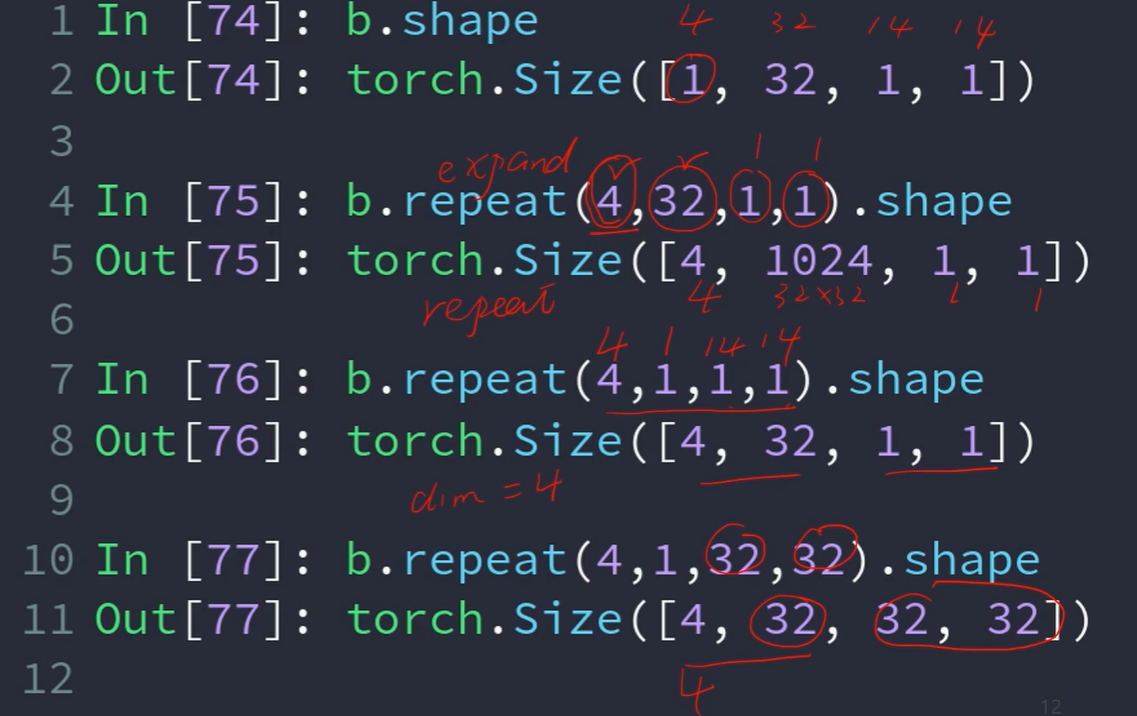 4 32 14 14
1 In [74]: b.shape
2 Out[74]: torch.Size([1, 32, 1, 1])
3
expand 1 1
4 In [75]: b.repeat(4,32,1,1).shape
5 Out[75]: torch.Size([4, 1024, 1, 1])
repeat 4 32×32 1 1
6
4 1 14 14
7 In [76]: b.repeat(4,1,1,1).shape
8 Out[76]: torch.Size([4, 32, 1, 1])
dim = 4
9
10 In [77]: b.repeat(4,1,32,32).shape
11 Out[77]: torch.Size([4, 32, 32, 32])
4
12
12